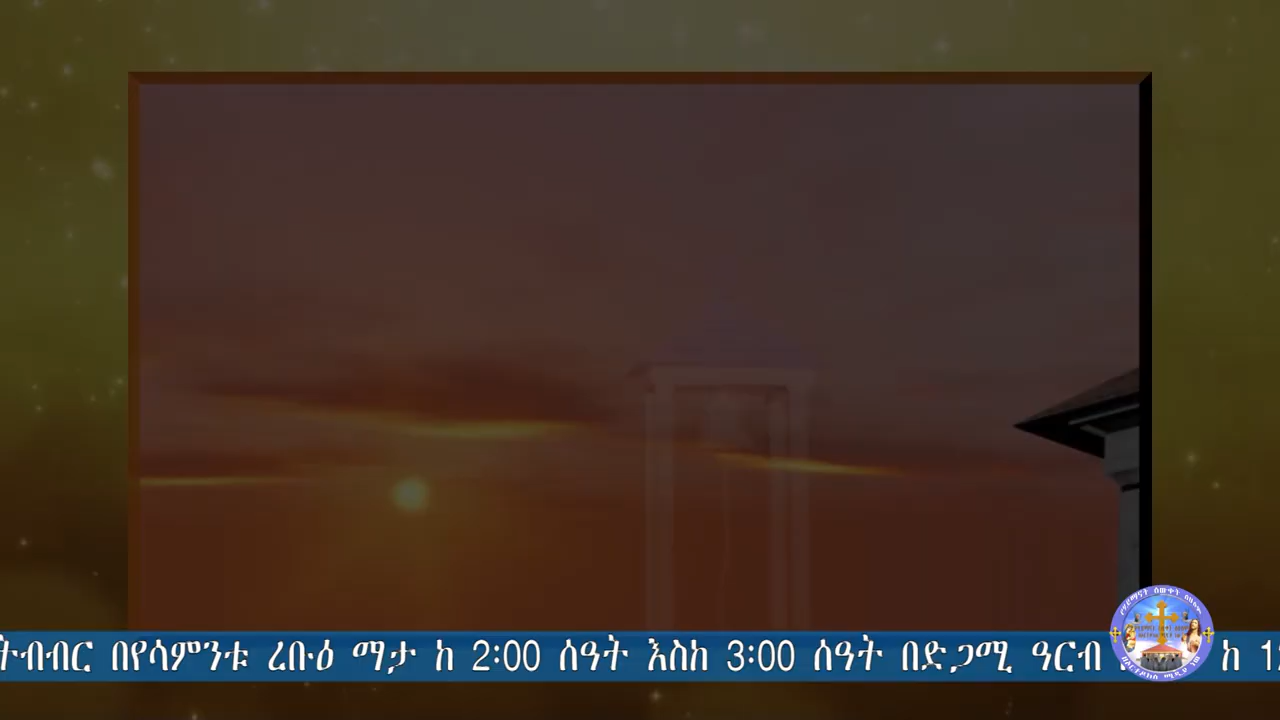 ትብብር በየሳምንቱ ረቡዕ ማታ ከ 2:00 ሰዓት እስከ 3:00 ሰዓት በድጋሚ ዓርብ ከ